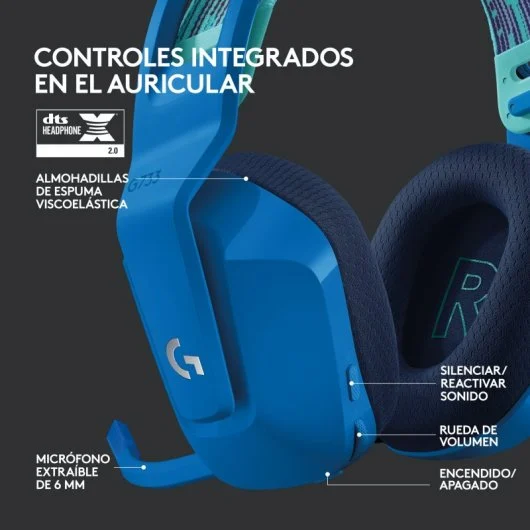 CONTROLES INTEGRADOS
EN EL AURICULAR
dts
HEADPHONE X
2.0
ALMOHADILLAS
DE ESPUMA
VISCOELÁSTICA
G733
G
R
SILENCIAR/
REACTIVAR
SONIDO
RUEDA DE
VOLUMEN
MICRÓFONO
EXTRAÍBLE
DE 6 MM
ENCENDIDO/
APAGADO